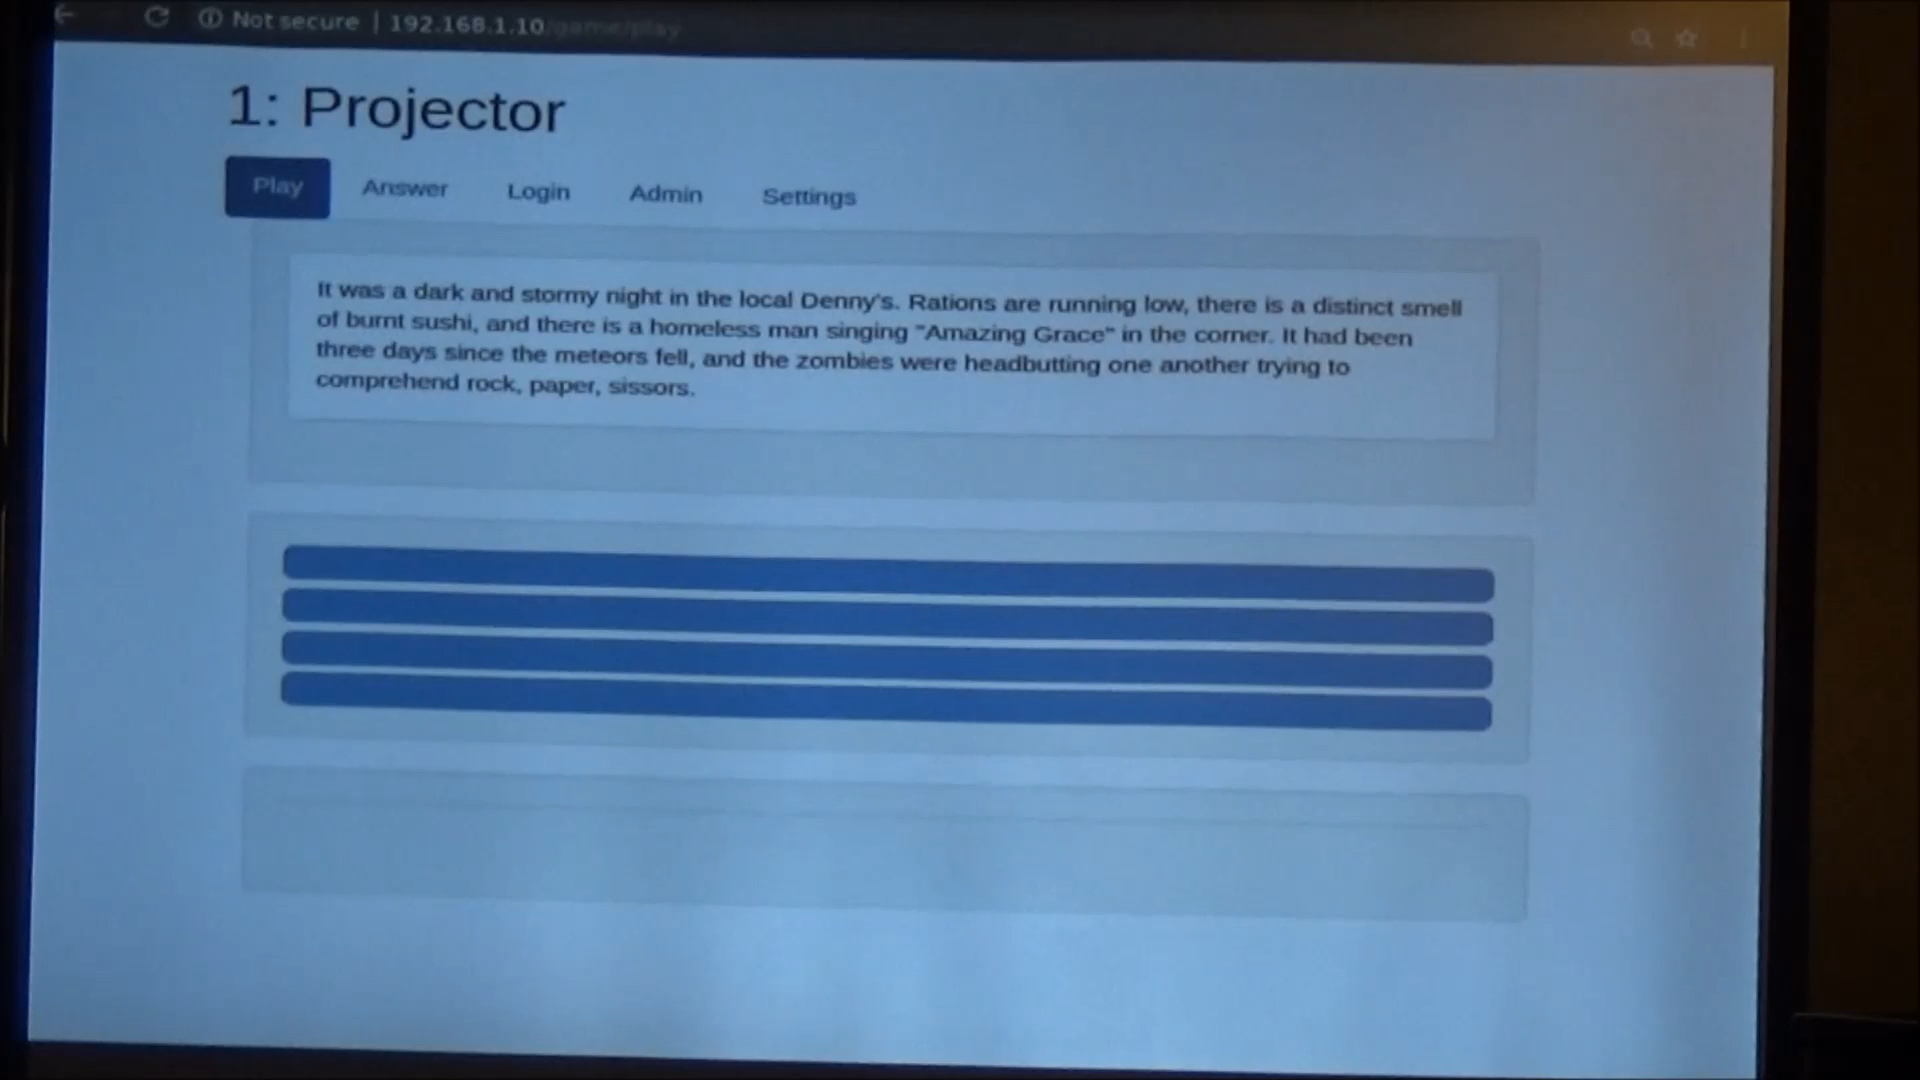 Not secure | 192.168.1.10/game/play
1: Projector
Play Answer Login Admin Settings
It was a dark and stormy night in the local Denny's. Rations are running low, there is a distinct smell
of burnt sushi, and there is a homeless man singing "Amazing Grace" in the corner. It had been
three days since the meteors fell, and the zombies were headbutting one another trying to
comprehend rock, paper, sissors.